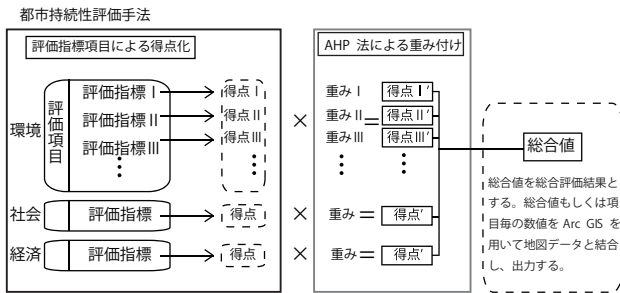 都市持続性評価手法
評価指標項目による得点化
環境
評価項目
評価指標 I
評価指標 II
評価指標 III
得点 I
得点 II
得点 III
社会
評価指標
得点
経済
評価指標
得点
×
×
×
AHP 法による重み付け
重み I
重み II
重み III
=
得点 I′
得点 II′
得点 III′
重み = 得点′
重み = 得点′
総合値
総合値を総合評価結果と
する。総合値もしくは項
目毎の数値を Arc GIS を
用いて地図データと結合
し、出力する。